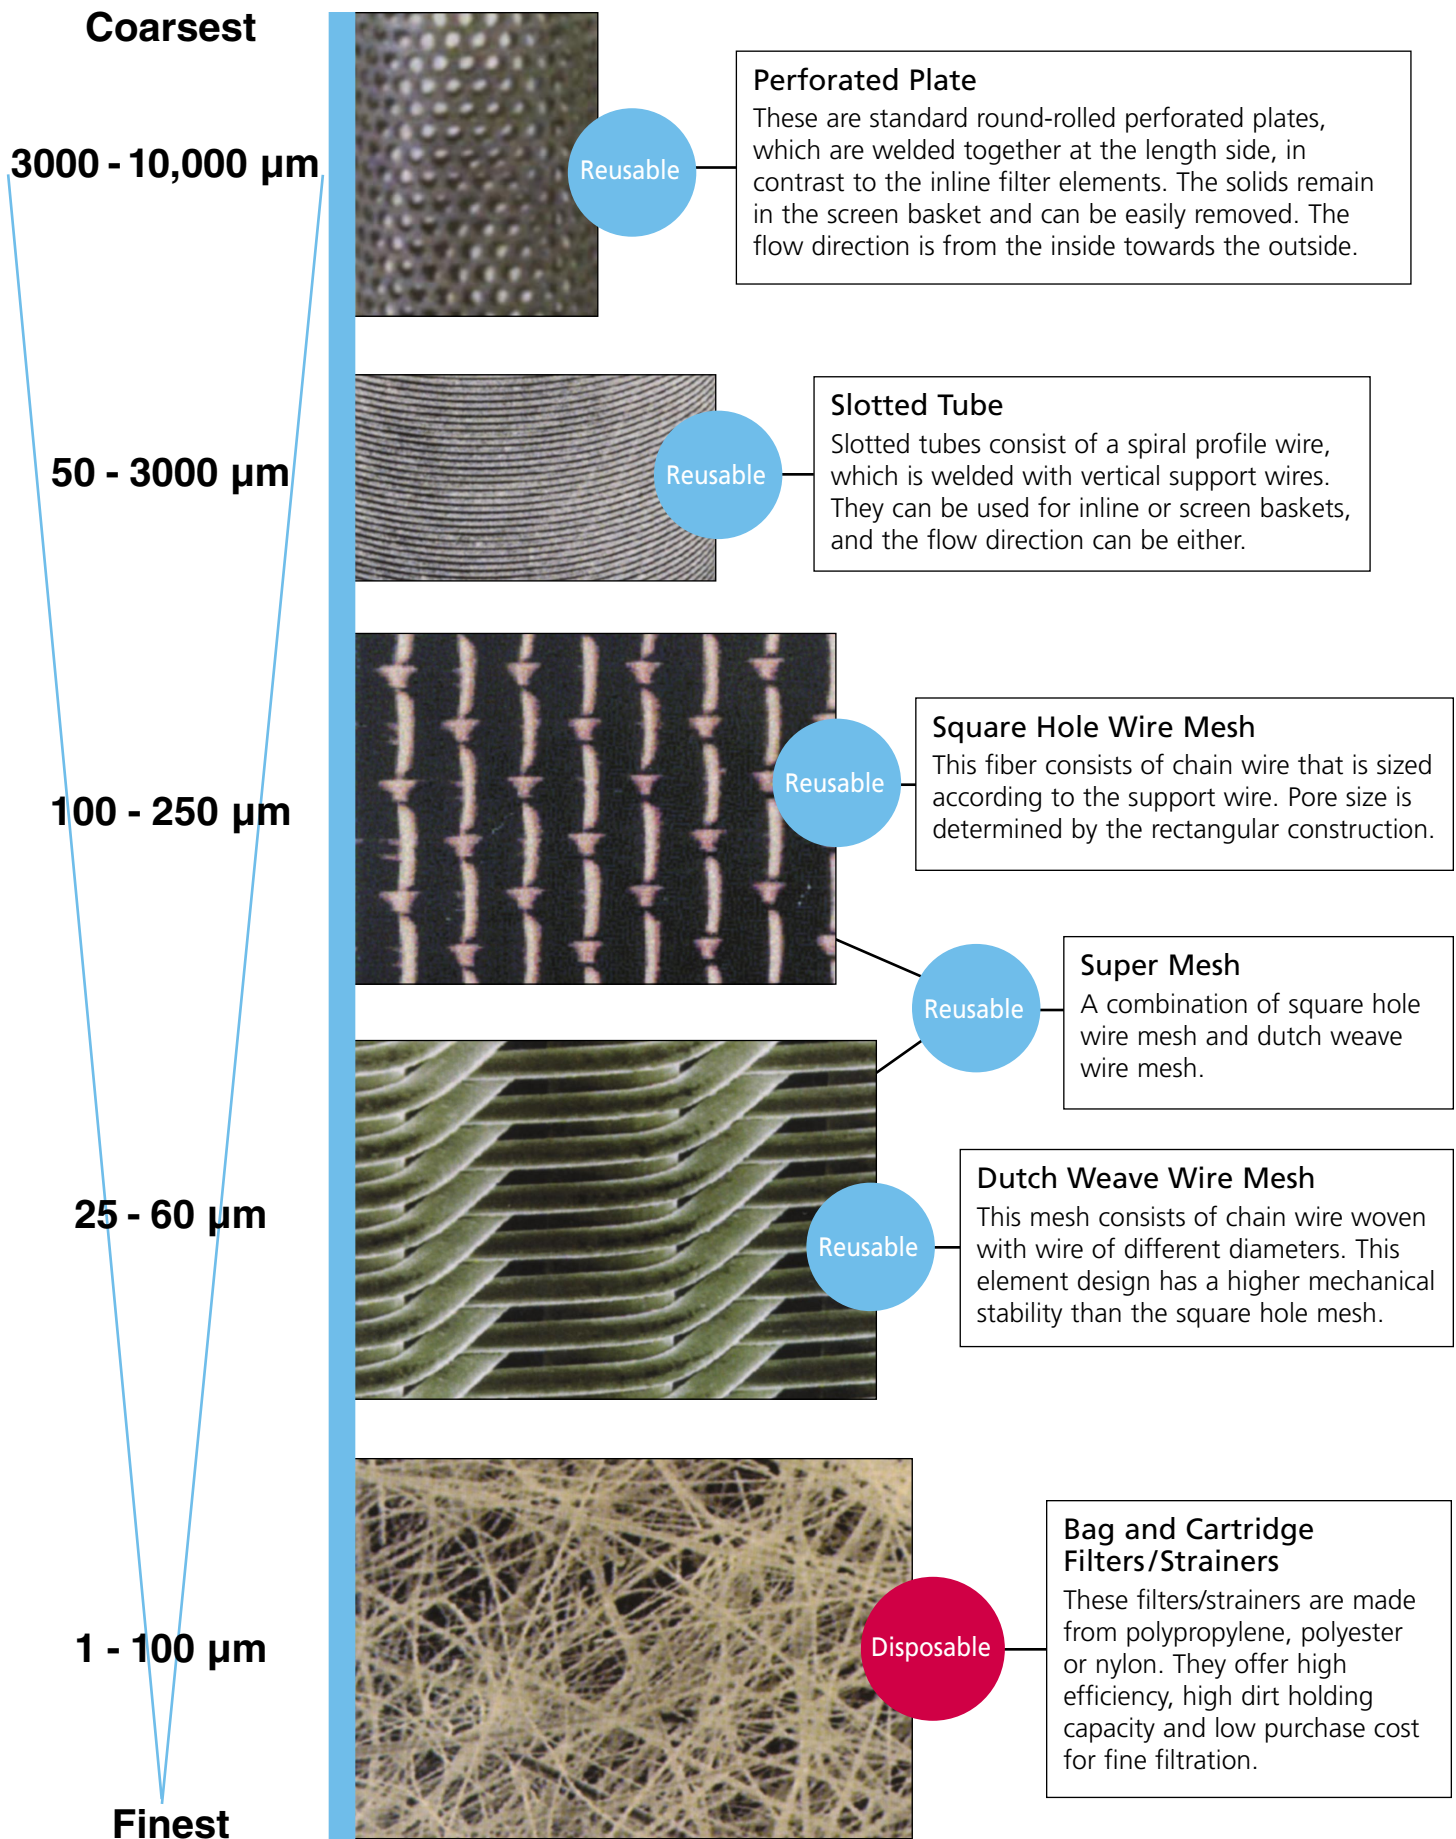 Coarsest
3000 - 10,000 µm
Reusable
Perforated Plate
These are standard round-rolled perforated plates,
which are welded together at the length side, in
contrast to the inline filter elements. The solids remain
in the screen basket and can be easily removed. The
flow direction is from the inside towards the outside.
50 - 3000 µm
Reusable
Slotted Tube
Slotted tubes consist of a spiral profile wire,
which is welded with vertical support wires.
They can be used for inline or screen baskets,
and the flow direction can be either.
100 - 250 µm
Reusable
Square Hole Wire Mesh
This fiber consists of chain wire that is sized
according to the support wire. Pore size is
determined by the rectangular construction.
Reusable
Super Mesh
A combination of square hole
wire mesh and dutch weave
wire mesh.
25 - 60 µm
Reusable
Dutch Weave Wire Mesh
This mesh consists of chain wire woven
with wire of different diameters. This
element design has a higher mechanical
stability than the square hole mesh.
1 - 100 µm
Disposable
Bag and Cartridge
Filters/Strainers
These filters/strainers are made
from polypropylene, polyester
or nylon. They offer high
efficiency, high dirt holding
capacity and low purchase cost
for fine filtration.
Finest